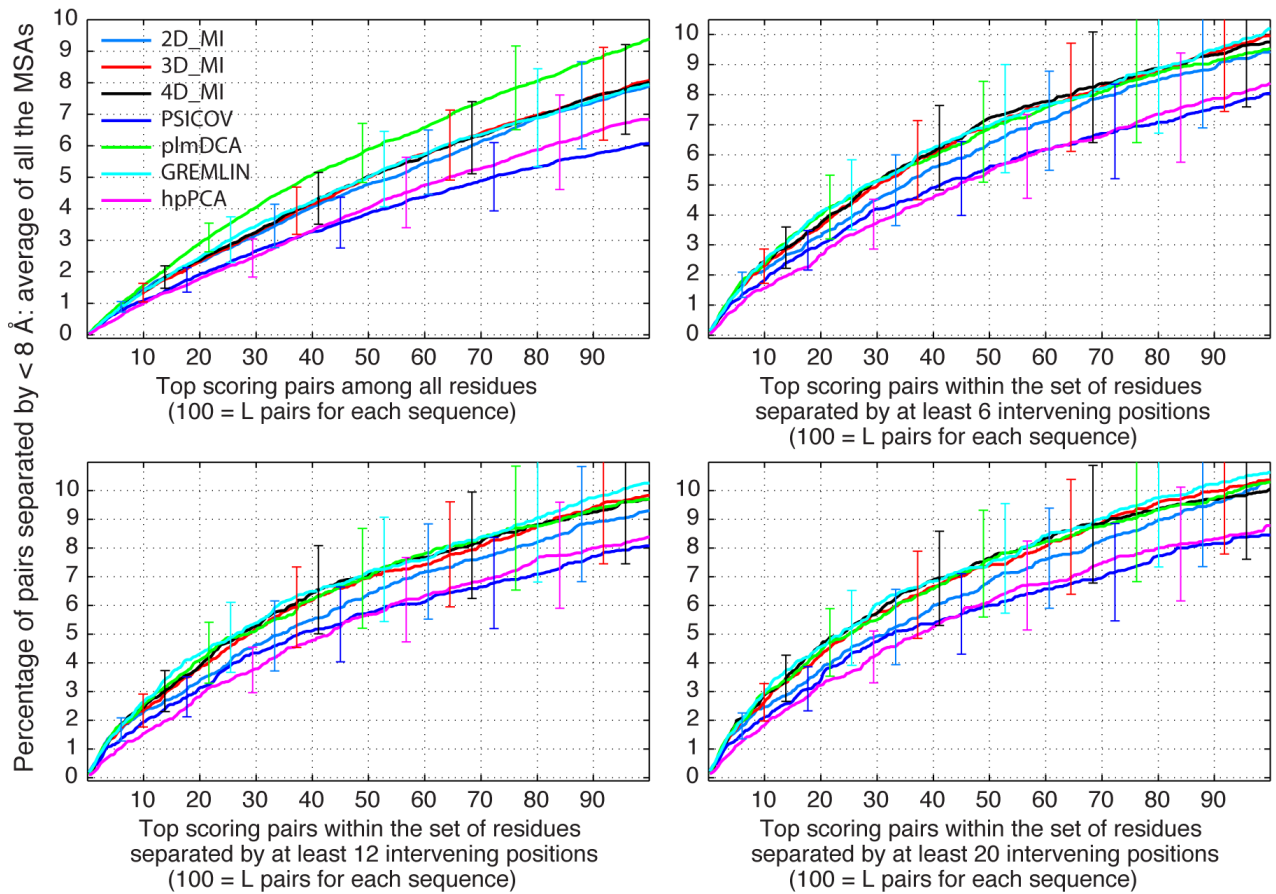 Percentage of pairs separated by < 8 Å: average of all the MSAs
10
9
8
7
6
5
4
3
2
1
0
2D_MI
3D_MI
4D_MI
PSICOV
plmDCA
GREMLIN
hpPCA
10 20 30 40 50 60 70 80 90
Top scoring pairs among all residues
(100 = L pairs for each sequence)
10
9
8
7
6
5
4
3
2
1
0
10 20 30 40 50 60 70 80 90
Top scoring pairs within the set of residues
separated by at least 6 intervening positions
(100 = L pairs for each sequence)
10
9
8
7
6
5
4
3
2
1
0
10 20 30 40 50 60 70 80 90
Top scoring pairs within the set of residues
separated by at least 12 intervening positions
(100 = L pairs for each sequence)
10
9
8
7
6
5
4
3
2
1
0
10 20 30 40 50 60 70 80 90
Top scoring pairs within the set of residues
separated by at least 20 intervening positions
(100 = L pairs for each sequence)